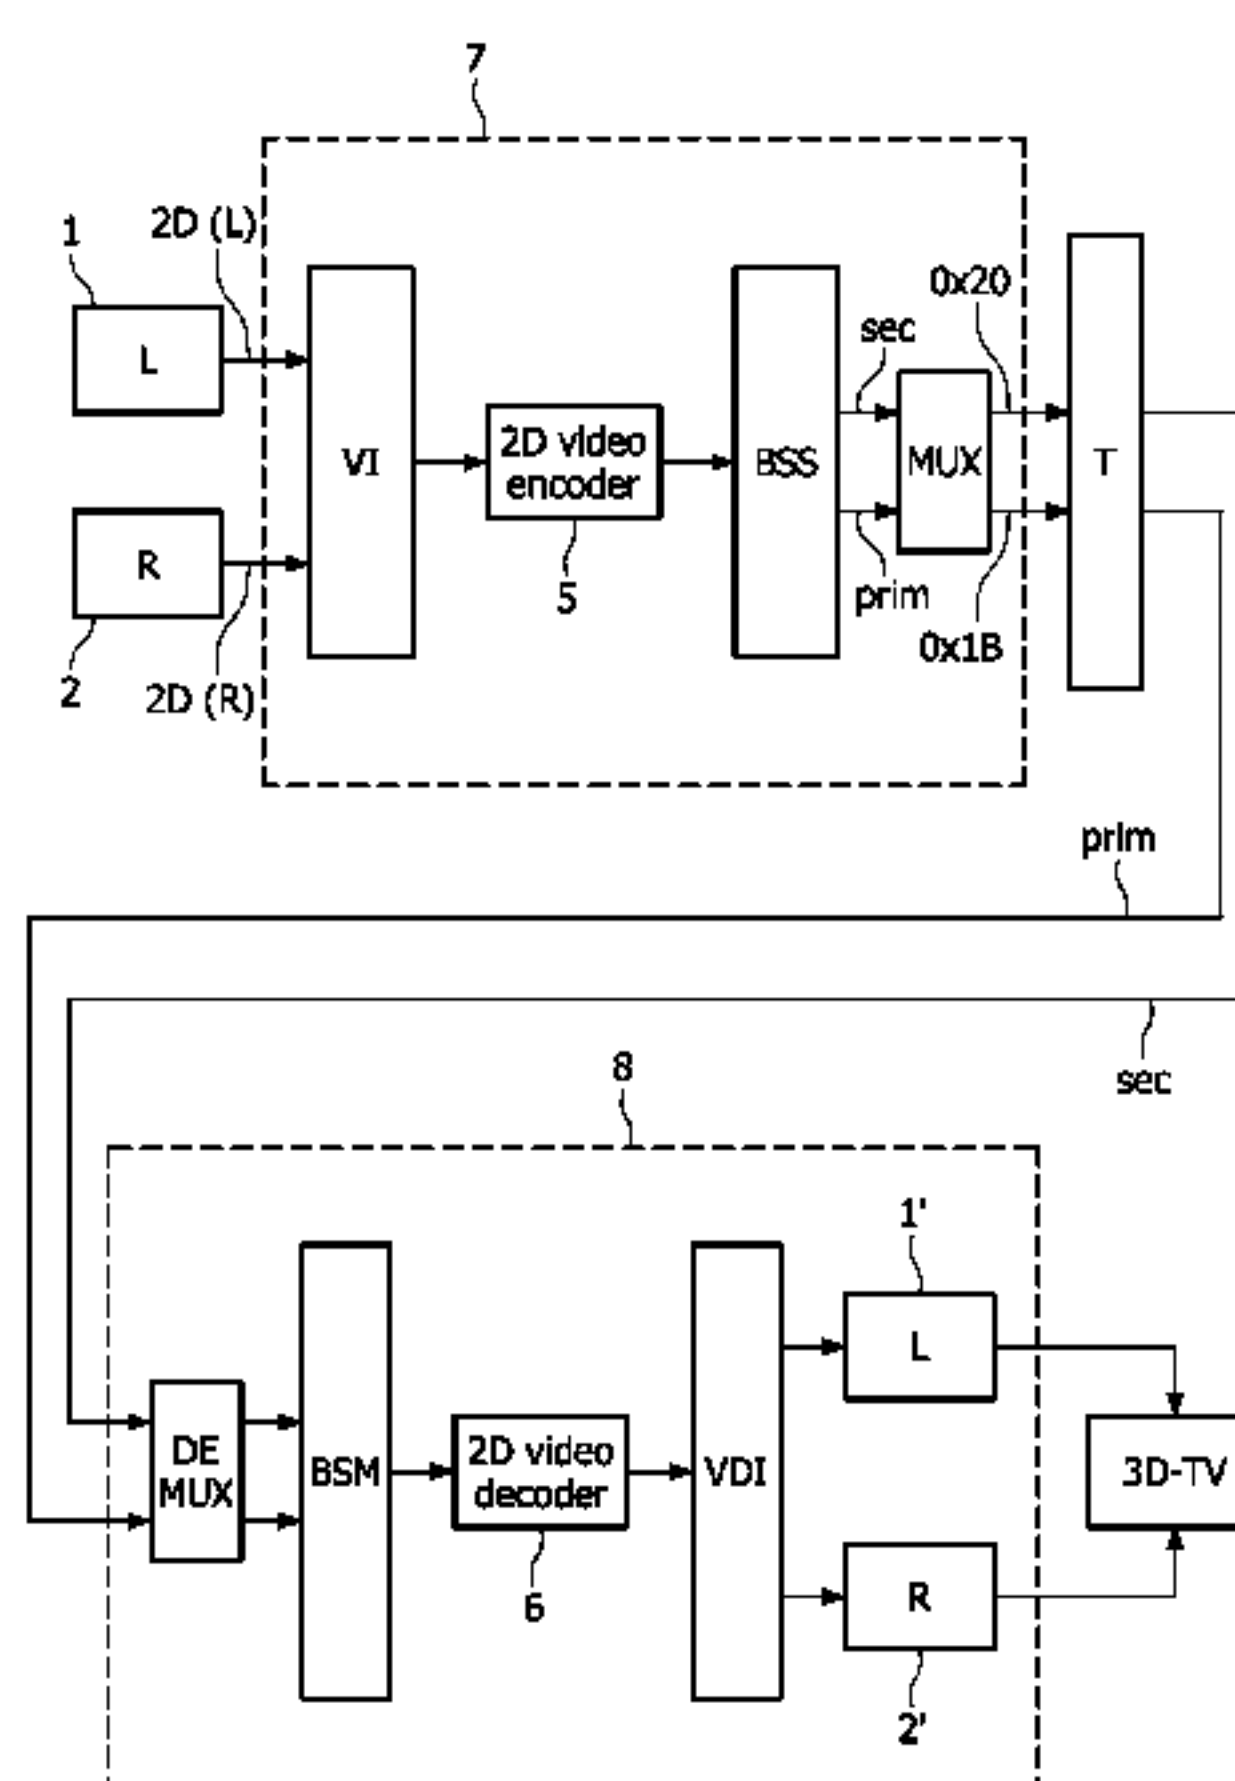 7
1
2D (L)
L
VI
2D video
encoder
5
BSS
sec
prim
MUX
0x20
0x1B
T
R
2
2D (R)
prim
sec
8
DE
MUX
BSM
2D video
decoder
6
VDI
1'
L
R
2'
3D-TV